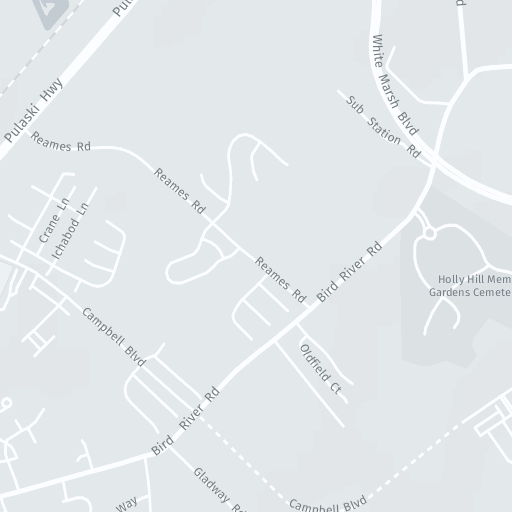 Pul
d
White Marsh Blvd
Pulaski Hwy
Sub Station Rd
Reames Rd
Reames Rd
Crane Ln
Ichabod Ln
Reames Rd
Bird River Rd
Holly Hill Mem
Gardens Cemete
Campbell Blvd
Oldfield Ct
Bird River Rd
Gladway Rd
Way
Campbell Blvd